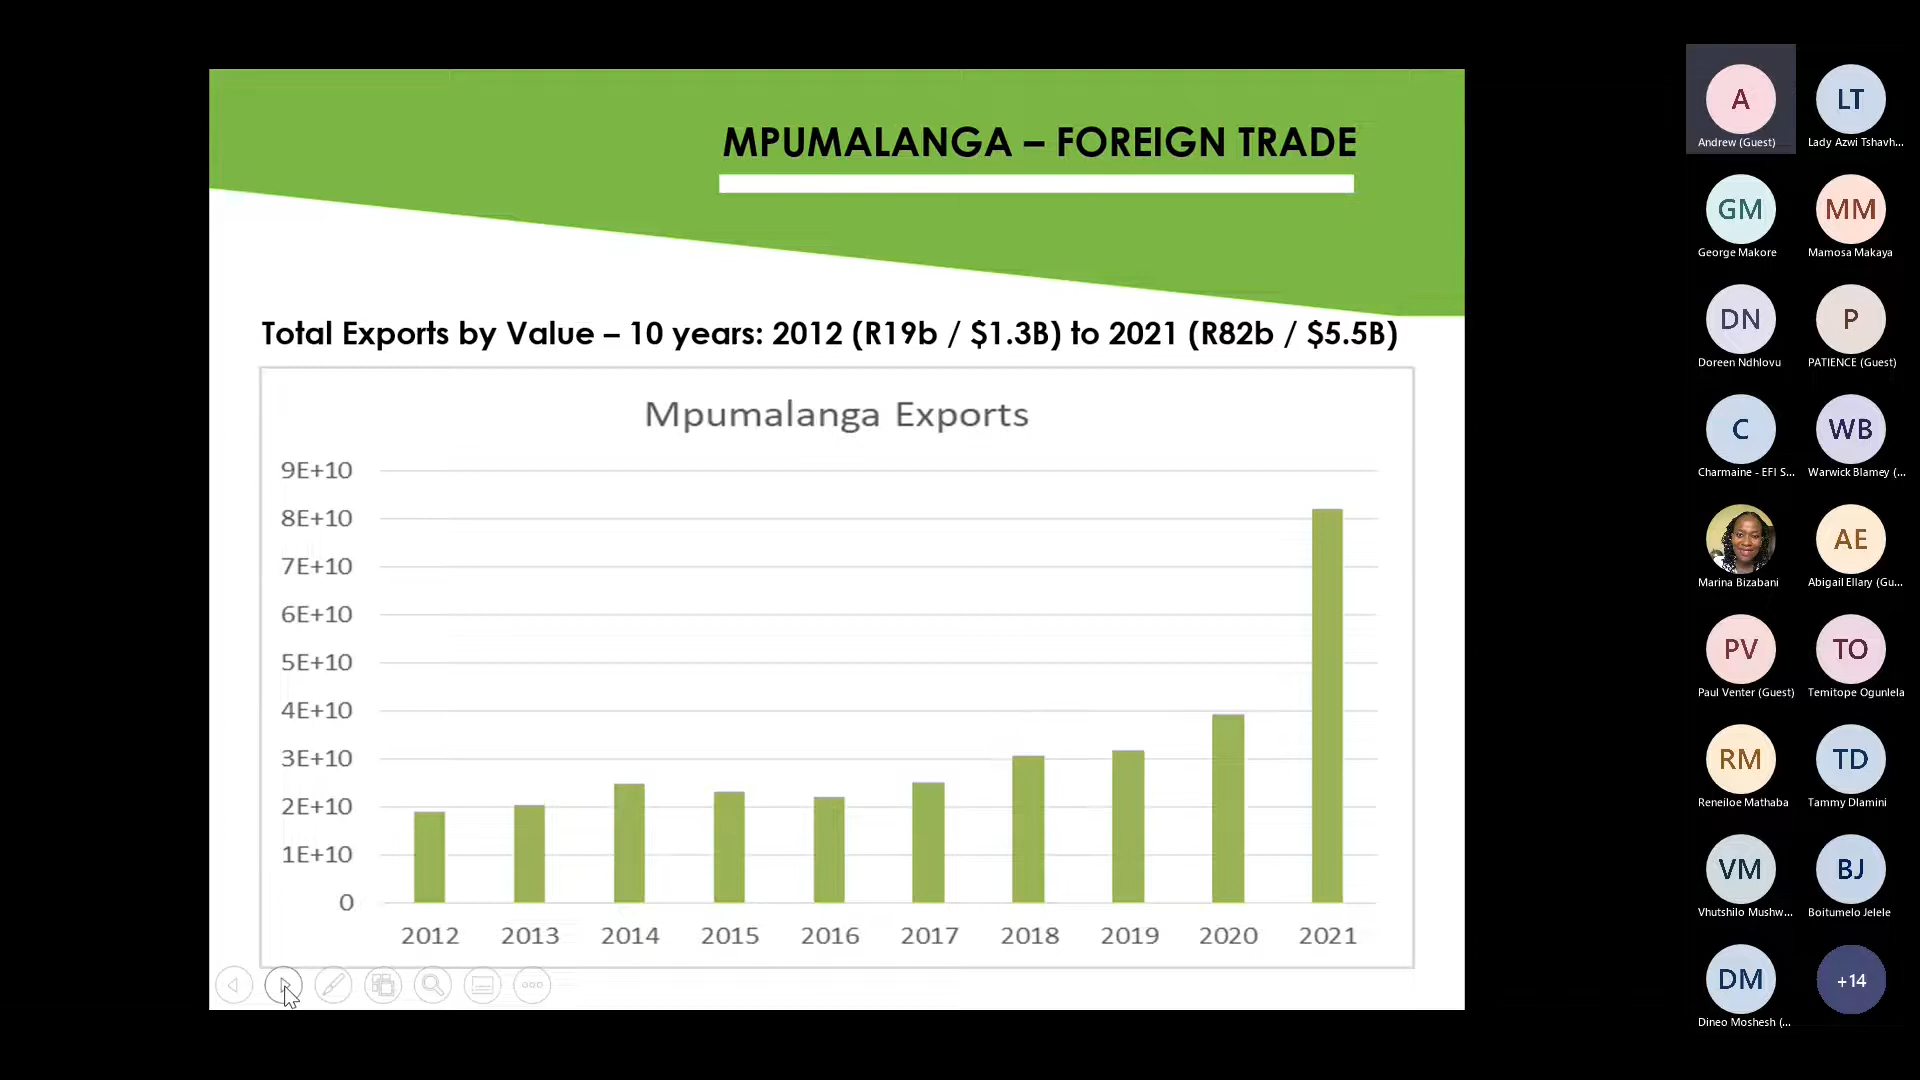 MPUMALANGA – FOREIGN TRADE
Total Exports by Value – 10 years: 2012 (R19b / $1.3B) to 2021 (R82b / $5.5B)
Mpumalanga Exports
9E+10
8E+10
7E+10
6E+10
5E+10
4E+10
3E+10
2E+10
1E+10
0
2012 2013 2014 2015 2016 2017 2018 2019 2020 2021
A LT
Andrew (Guest) Lady Azwi Tshavh...
GM MM
George Makore Mamosa Makaya
DN P
Doreen Ndhlovu PATIENCE (Guest)
C WB
Charmaine - EFI S... Warwick Blamey (...
AE
Marina Bizabani Abigail Ellary (Gu...
PV TO
Paul Venter (Guest) Temitope Ogunlela
RM TD
Reneiloe Mathaba Tammy Dlamini
VM BJ
Vhutshilo Mushw... Boitumelo Jelele
DM +14
Dineo Moshesh (...